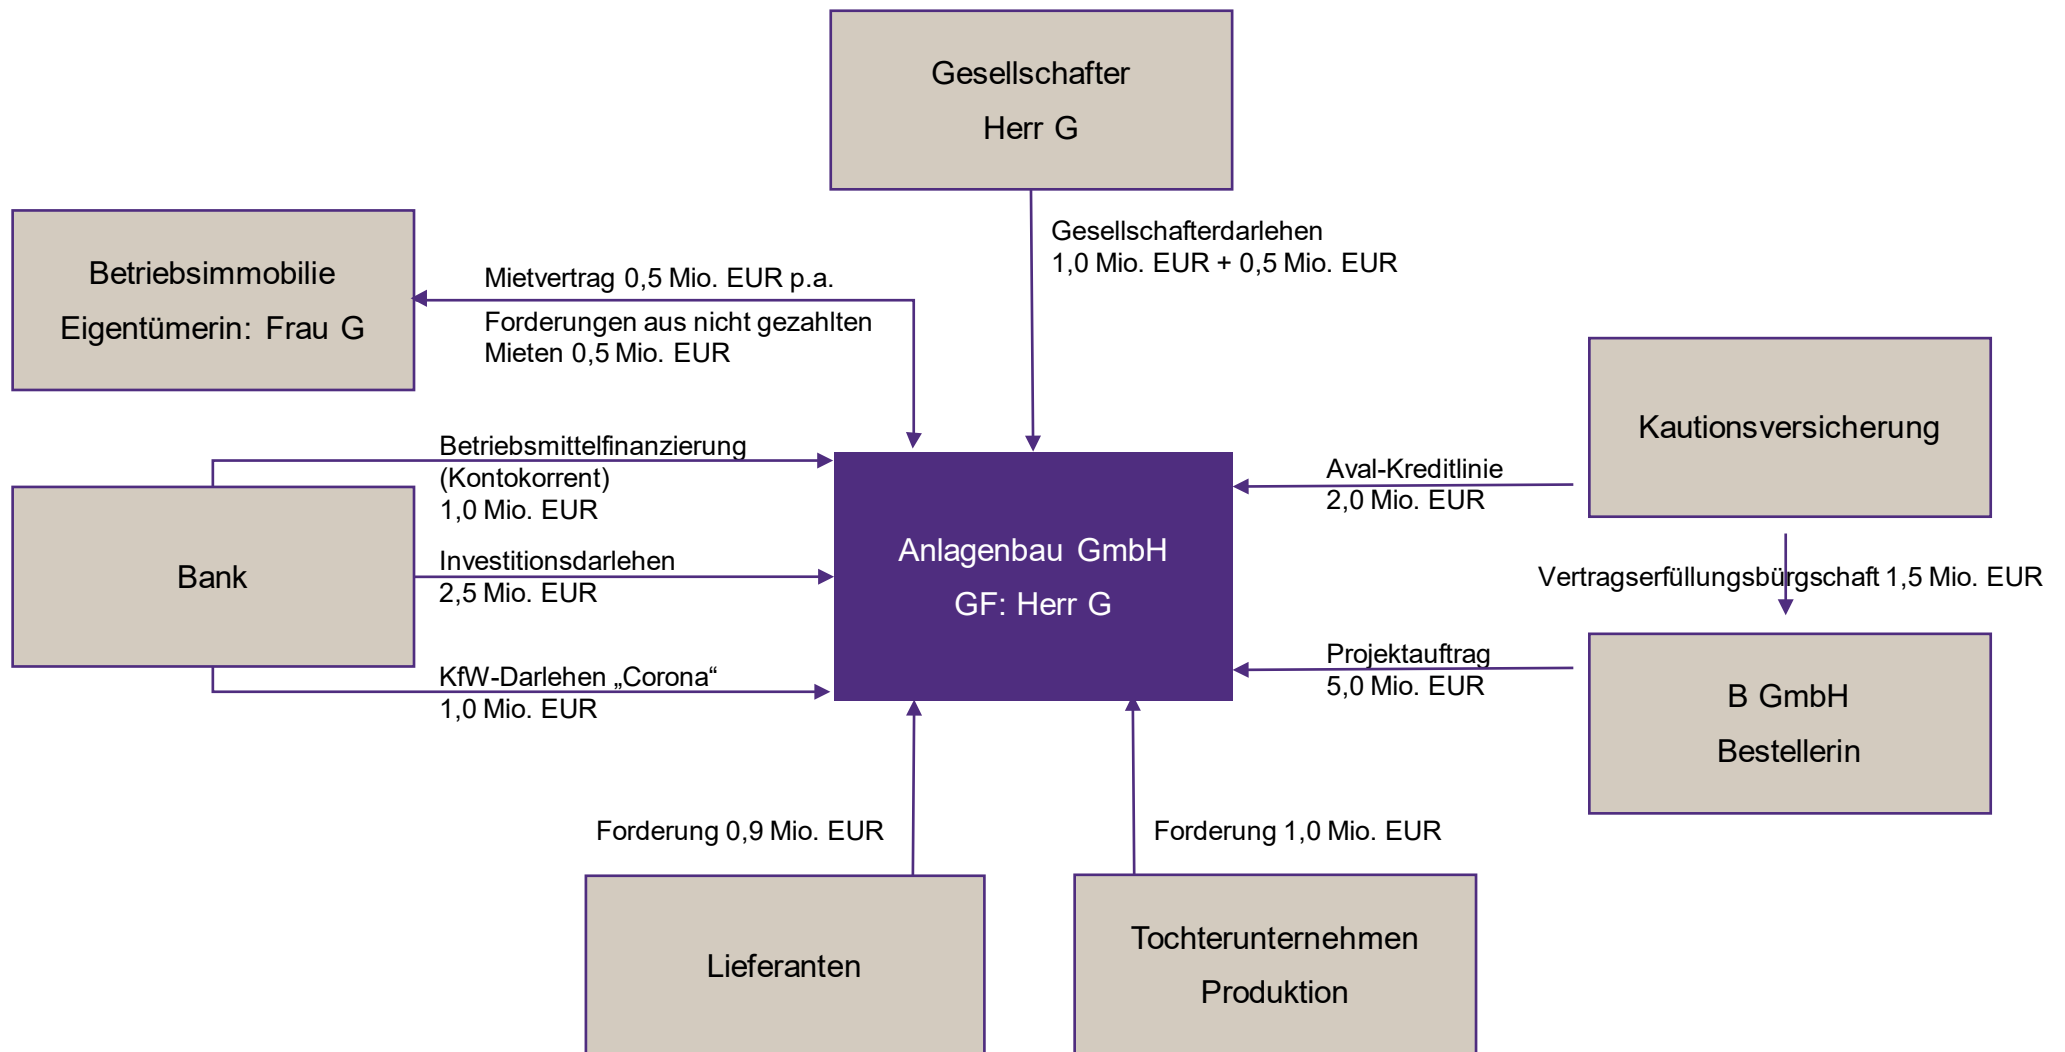 Gesellschafter
Herr G
Gesellschafterdarlehen
1,0 Mio. EUR + 0,5 Mio. EUR
Betriebsimmobilie
Eigentümerin: Frau G
Mietvertrag 0,5 Mio. EUR p.a.
Forderungen aus nicht gezahlten
Mieten 0,5 Mio. EUR
Kautionsversicherung
Betriebsmittelfinanzierung
(Kontokorrent)
1,0 Mio. EUR
Aval-Kreditlinie
2,0 Mio. EUR
Bank
Investitionsdarlehen
2,5 Mio. EUR
Anlagenbau GmbH
GF: Herr G
Vertragserfüllungsbürgschaft 1,5 Mio. EUR
KfW-Darlehen „Corona“
1,0 Mio. EUR
Projektauftrag
5,0 Mio. EUR
B GmbH
Bestellerin
Forderung 0,9 Mio. EUR
Forderung 1,0 Mio. EUR
Lieferanten
Tochterunternehmen
Produktion